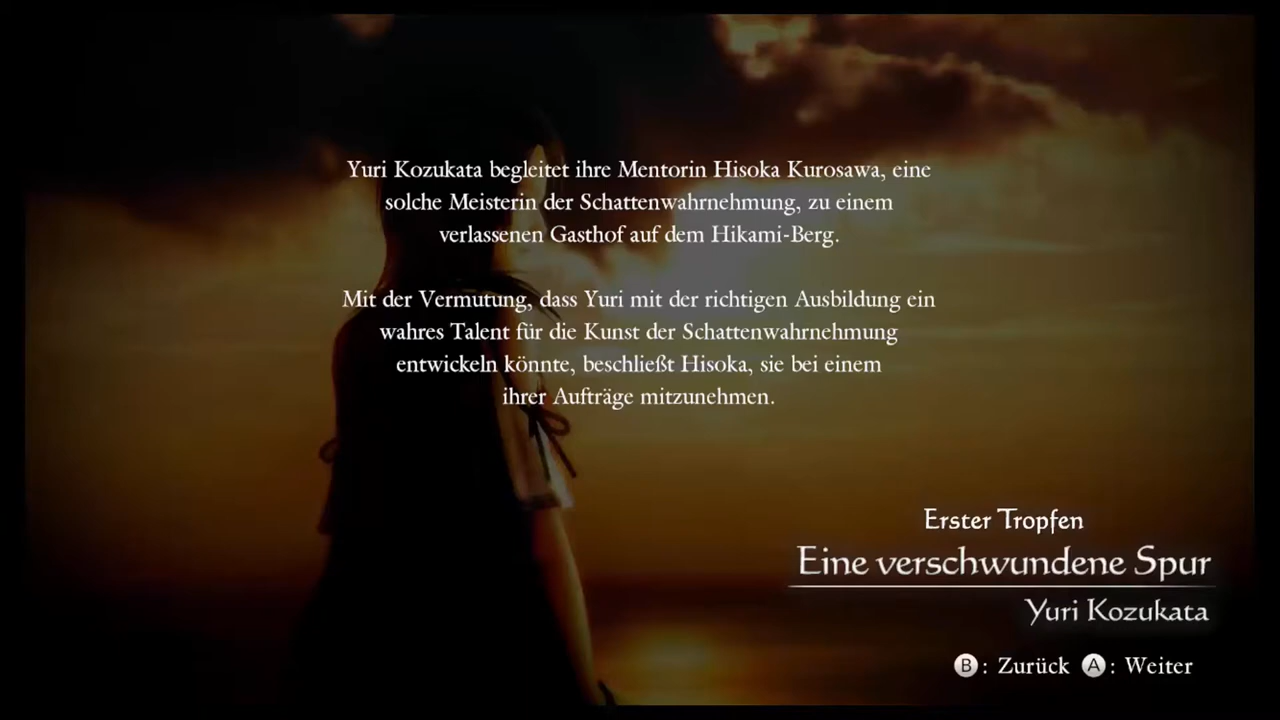 Yuri Kozukata begleitet ihre Mentorin Hisoka Kurosawa, eine
solche Meisterin der Schattenwahrnehmung, zu einem
verlassenen Gasthof auf dem Hikami-Berg.
Mit der Vermutung, dass Yuri mit der richtigen Ausbildung ein
wahres Talent für die Kunst der Schattenwahrnehmung
entwickeln könnte, beschließt Hisoka, sie bei einem
ihrer Aufträge mitzunehmen.
Erster Tropfen
Eine verschwundene Spur
Yuri Kozukata
B: Zurück A: Weiter